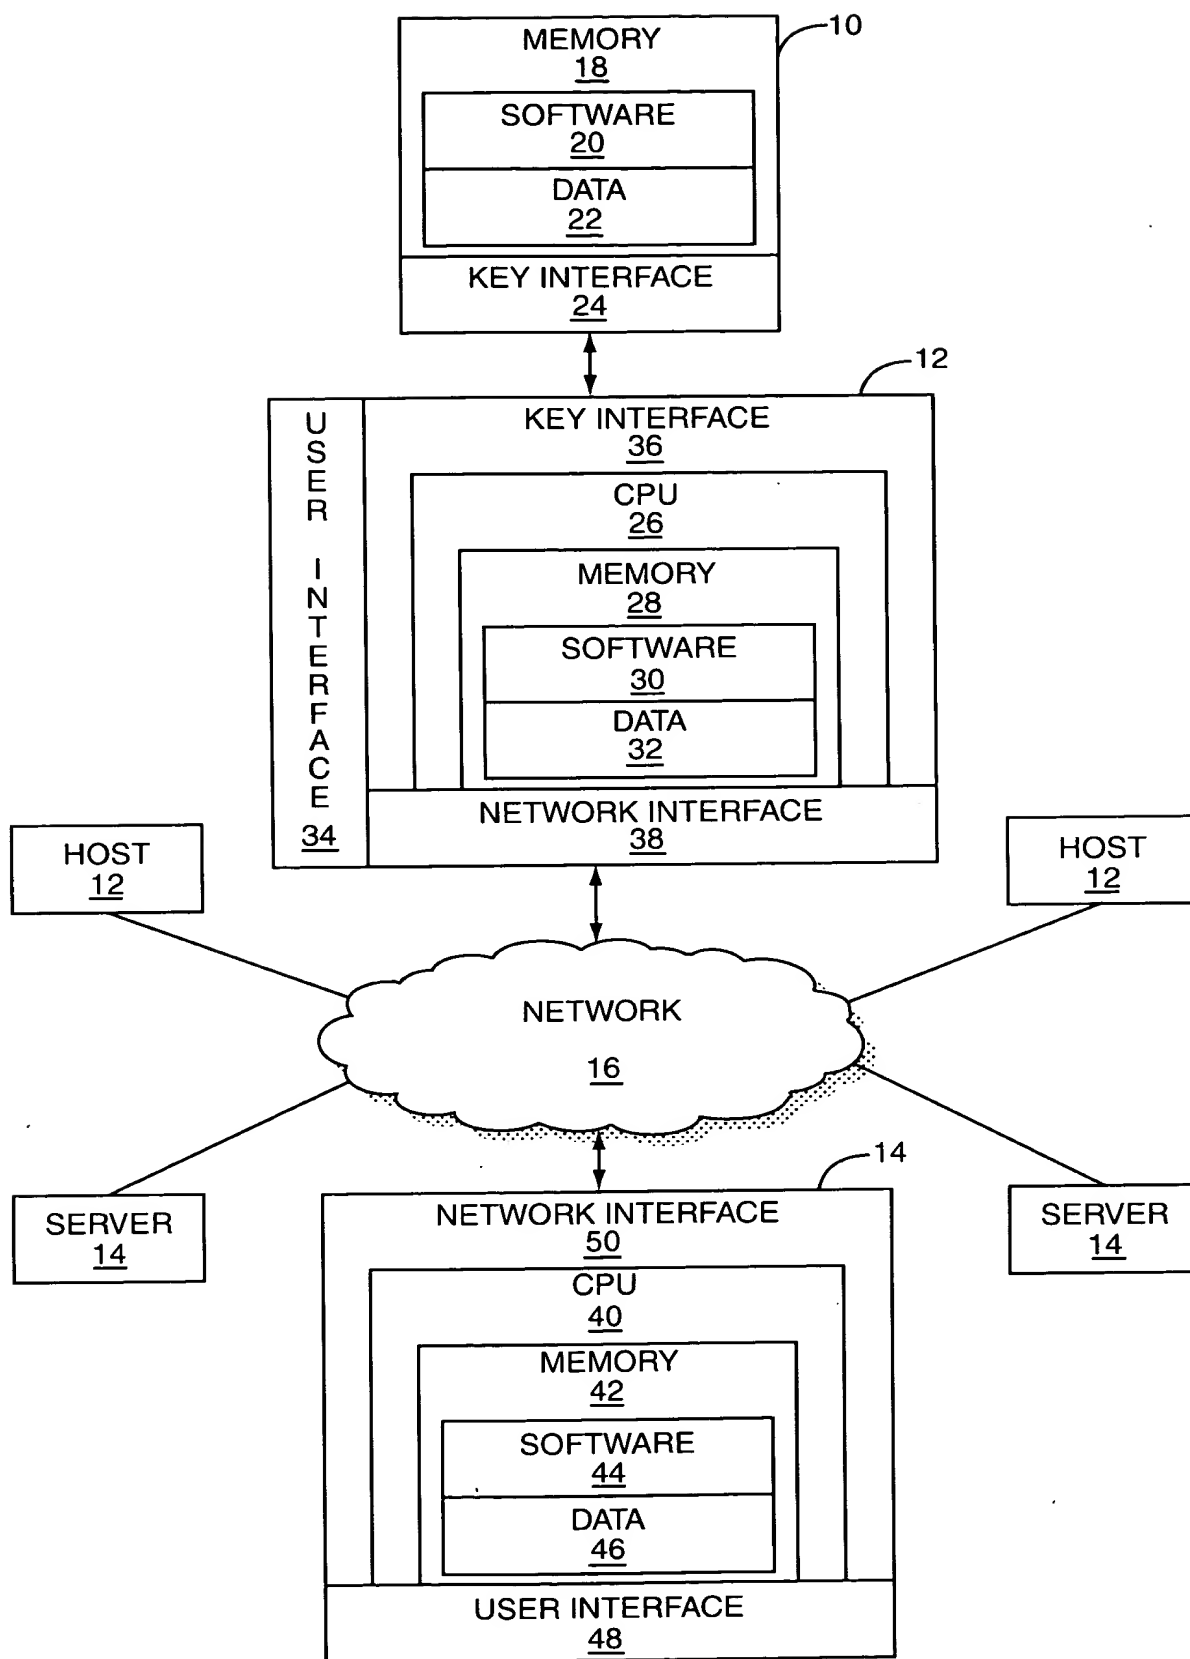 10
MEMORY
18
SOFTWARE
20
DATA
22
KEY INTERFACE
24
12
USER INTERFACE
34
KEY INTERFACE
36
CPU
26
MEMORY
28
SOFTWARE
30
DATA
32
NETWORK INTERFACE
38
HOST
12
HOST
12
NETWORK
16
14
SERVER
14
SERVER
14
NETWORK INTERFACE
50
CPU
40
MEMORY
42
SOFTWARE
44
DATA
46
USER INTERFACE
48